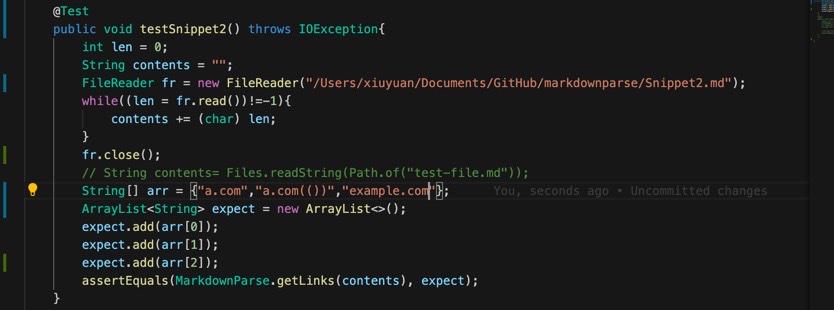 @Test
public void testSnippet2() throws IOException{
int len = 0;
String contents = "";
FileReader fr = new FileReader("/Users/xiuyuan/Documents/GitHub/markdownparse/Snippet2.md");
while((len = fr.read())!=-1){
contents += (char) len;
}
fr.close();
// String contents= Files.readString(Path.of("test-file.md"));
String[] arr = {"a.com","a.com(())","example.com"}; You, seconds ago • Uncommitted changes
ArrayList<String> expect = new ArrayList<>();
expect.add(arr[0]);
expect.add(arr[1]);
expect.add(arr[2]);
assertEquals(MarkdownParse.getLinks(contents), expect);
}